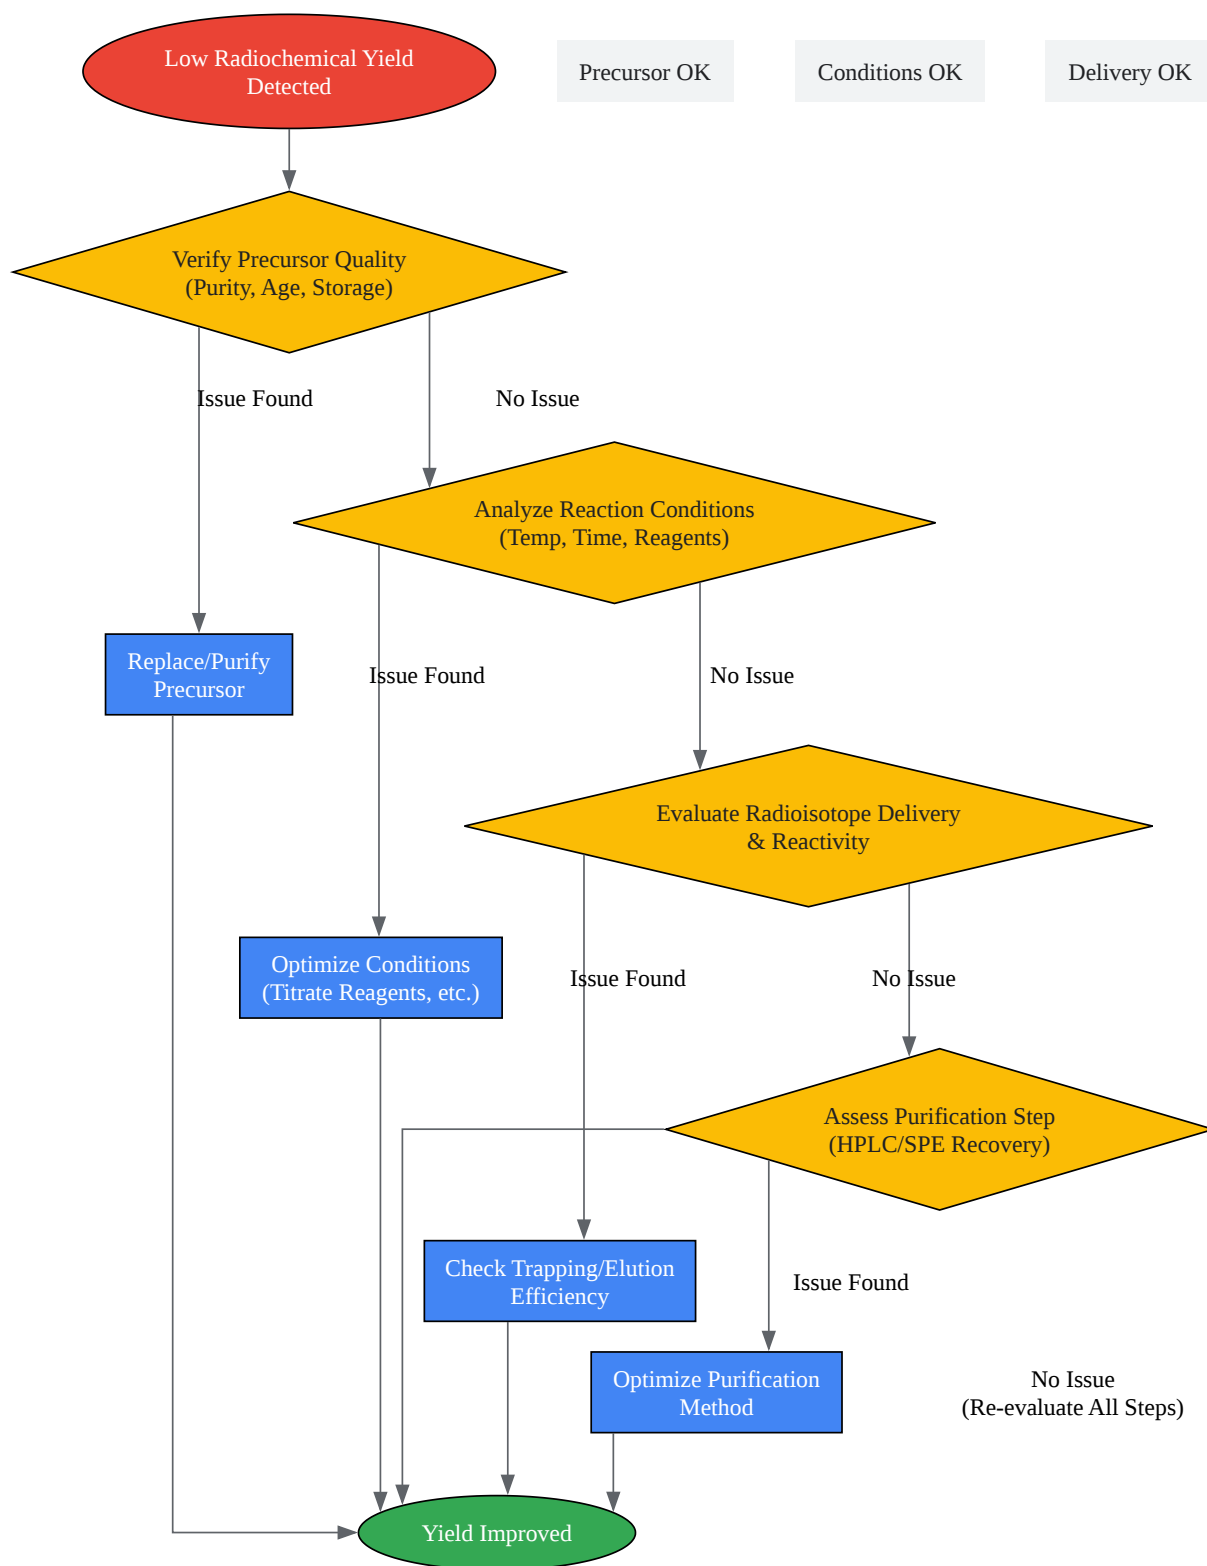 Low Radiochemical Yield
Detected
Precursor OK
Conditions OK
Delivery OK
Verify Precursor Quality
(Purity, Age, Storage)
Issue Found
No Issue
Analyze Reaction Conditions
(Temp, Time, Reagents)
Replace/Purify
Precursor
Issue Found
No Issue
Evaluate Radioisotope Delivery
& Reactivity
Optimize Conditions
(Titrate Reagents, etc.)
Issue Found
No Issue
Assess Purification Step
(HPLC/SPE Recovery)
Check Trapping/Elution
Efficiency
Issue Found
Optimize Purification
Method
No Issue
(Re-evaluate All Steps)
Yield Improved